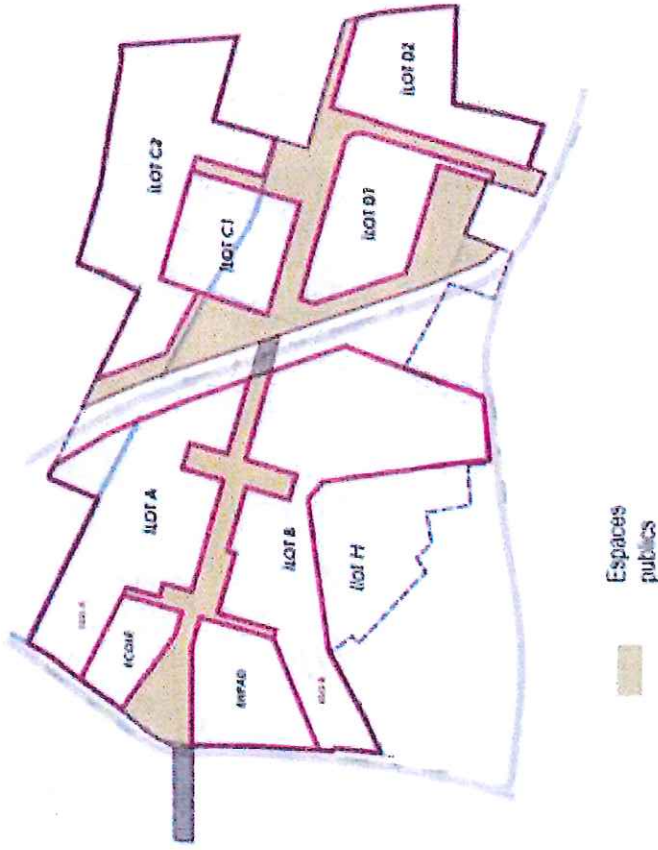 ILOT D2
ILOT C2
ILOT C1
ILOT D1
ILOT A
ILOT B
ILOT H
ECOLE
EHPAD
Espaces
publics